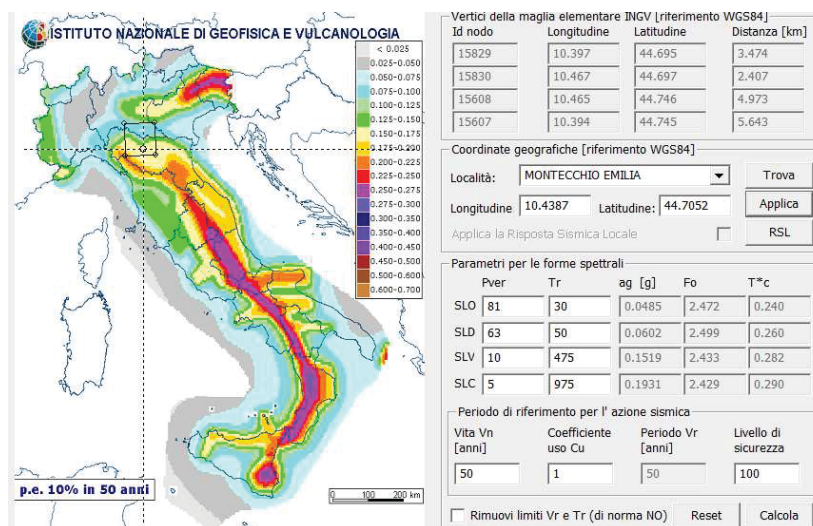 ISTITUTO NAZIONALE DI GEOFISICA E VULCANOLOGIA
< 0.025
0.025-0.050
0.050-0.075
0.075-0.100
0.100-0.125
0.125-0.150
0.150-0.175
0.175-0.200
0.200-0.225
0.225-0.250
0.250-0.275
0.275-0.300
0.300-0.350
0.350-0.400
0.400-0.450
0.450-0.500
0.500-0.600
0.600-0.700
p.e. 10% in 50 anni
0 100 200 km
Vertici della maglia elementare INGV [riferimento WGS84]
Id nodo Longitudine Latitudine Distanza [km]
15829 10.397 44.695 3.474
15830 10.467 44.697 2.407
15608 10.465 44.746 4.973
15607 10.394 44.745 5.643
Coordinate geografiche [riferimento WGS84]
Località: MONTECCHIO EMILIA Trova
Longitudine 10.4387 Latitudine: 44.7052 Applica
Applica la Risposta Sismica Locale RSL
Parametri per le forme spettrali
Pver Tr ag [g] Fo T*c
SLO 81 30 0.0485 2.472 0.240
SLD 63 50 0.0602 2.499 0.260
SLV 10 475 0.1519 2.433 0.282
SLC 5 975 0.1931 2.429 0.290
Periodo di riferimento per l' azione sismica
Vita Vn Coefficiente Periodo Vr Livello di
[anni] uso Cu [anni] sicurezza
50 1 50 100
Rimuovi limiti Vr e Tr (di norma NO) Reset Calcola